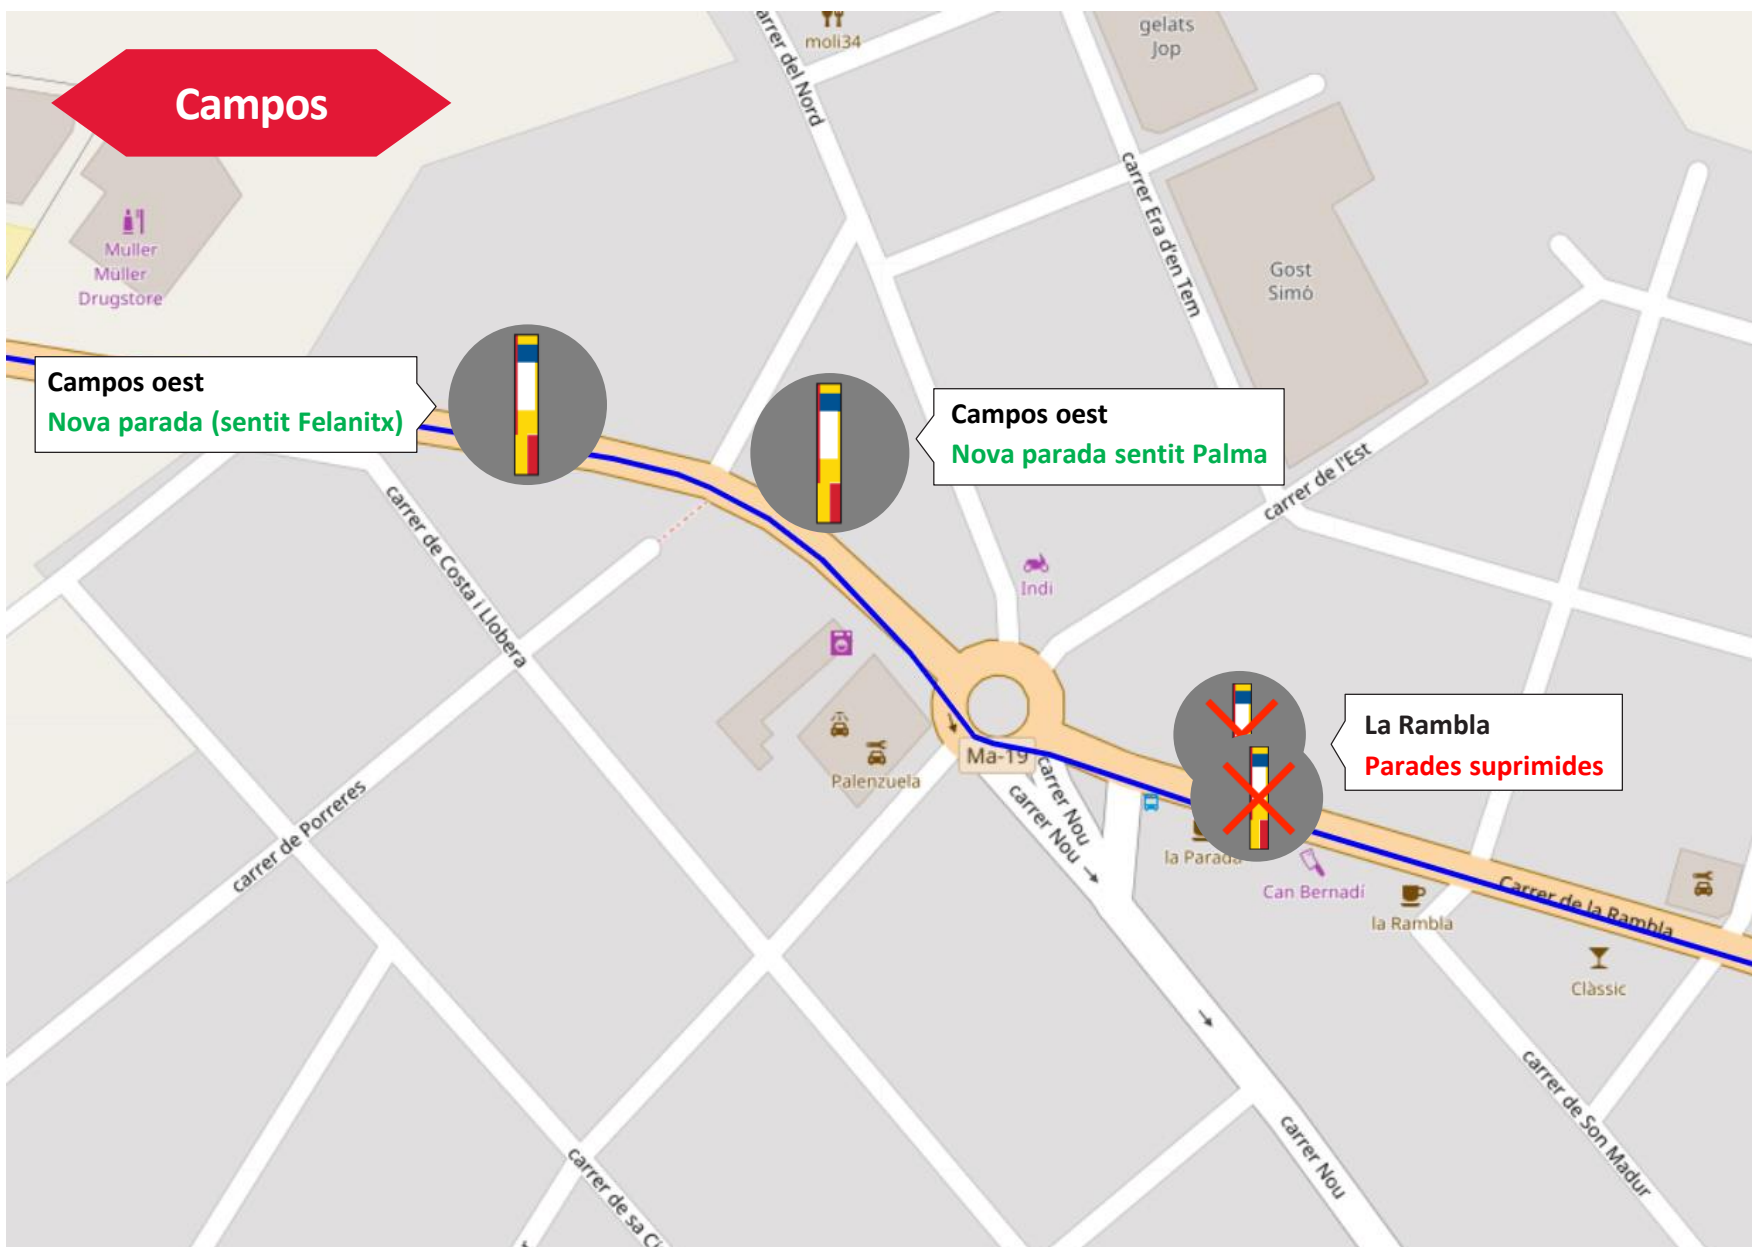 Campos
moli34
gelats
Jop
carrer del Nord
carrer Era d'en Tem
Muller
Müller
Drugstore
Gost
Simó
Campos oest
Nova parada (sentit Felanitx)
Campos oest
Nova parada sentit Palma
carrer de l'Est
carrer de Costa i Llobera
Indi
La Rambla
Parades suprimides
Ma-19
Palenzuela
carrer Nou
carrer Nou
la Parada
Can Bernadí
la Rambla
Carrer de la Rambla
Clàssic
carrer de Porreres
carrer de Son Madur
carrer Nou
carrer de sa